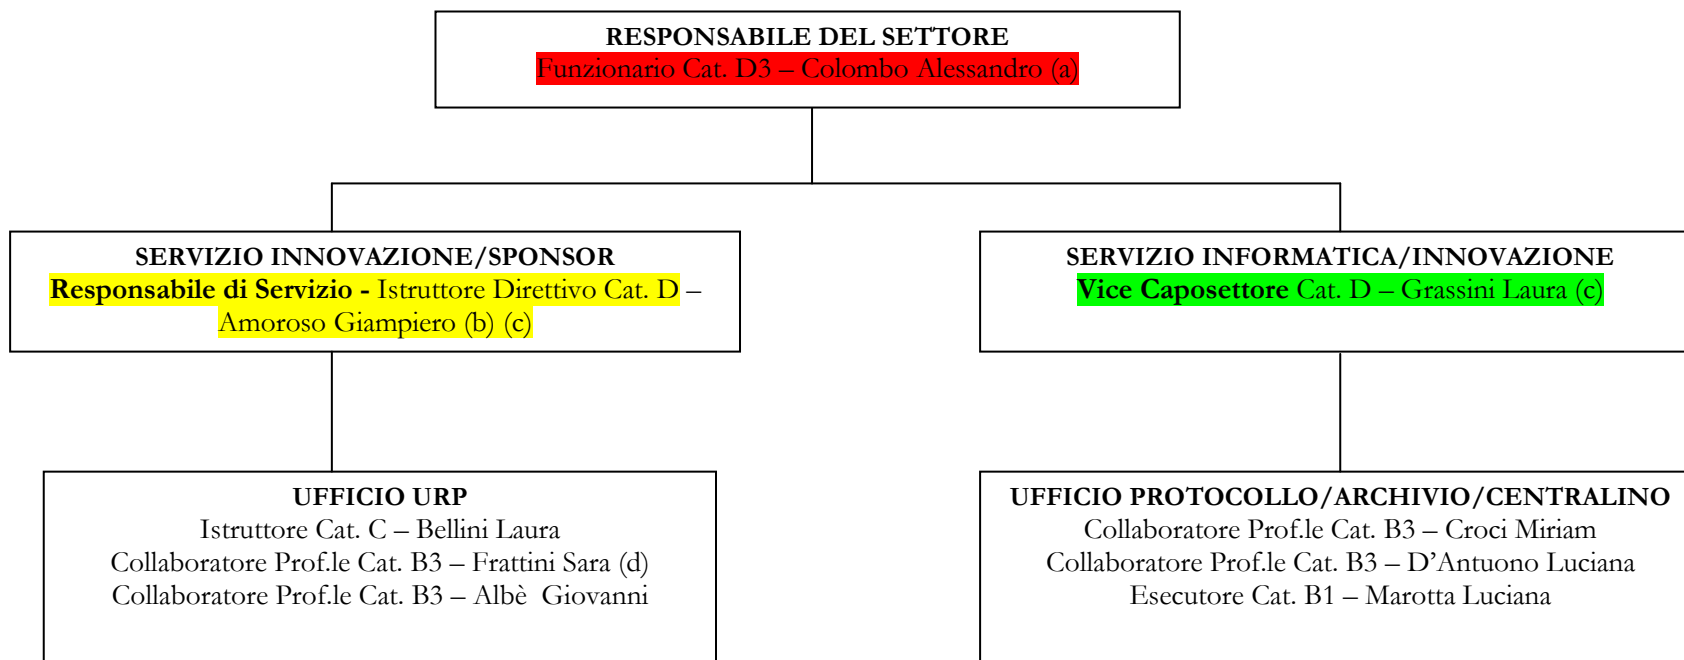 RESPONSABILE DEL SETTORE
Funzionario Cat. D3 – Colombo Alessandro (a)
SERVIZIO INNOVAZIONE/SPONSOR
Responsabile di Servizio - Istruttore Direttivo Cat. D –
Amoroso Giampiero (b) (c)
SERVIZIO INFORMATICA/INNOVAZIONE
Vice Caposettore Cat. D – Grassini Laura (c)
UFFICIO URP
Istruttore Cat. C – Bellini Laura
Collaboratore Prof.le Cat. B3 – Frattini Sara (d)
Collaboratore Prof.le Cat. B3 – Albè  Giovanni
UFFICIO PROTOCOLLO/ARCHIVIO/CENTRALINO
Collaboratore Prof.le Cat. B3 – Croci Miriam
Collaboratore Prof.le Cat. B3 – D’Antuono Luciana
Esecutore Cat. B1 – Marotta Luciana